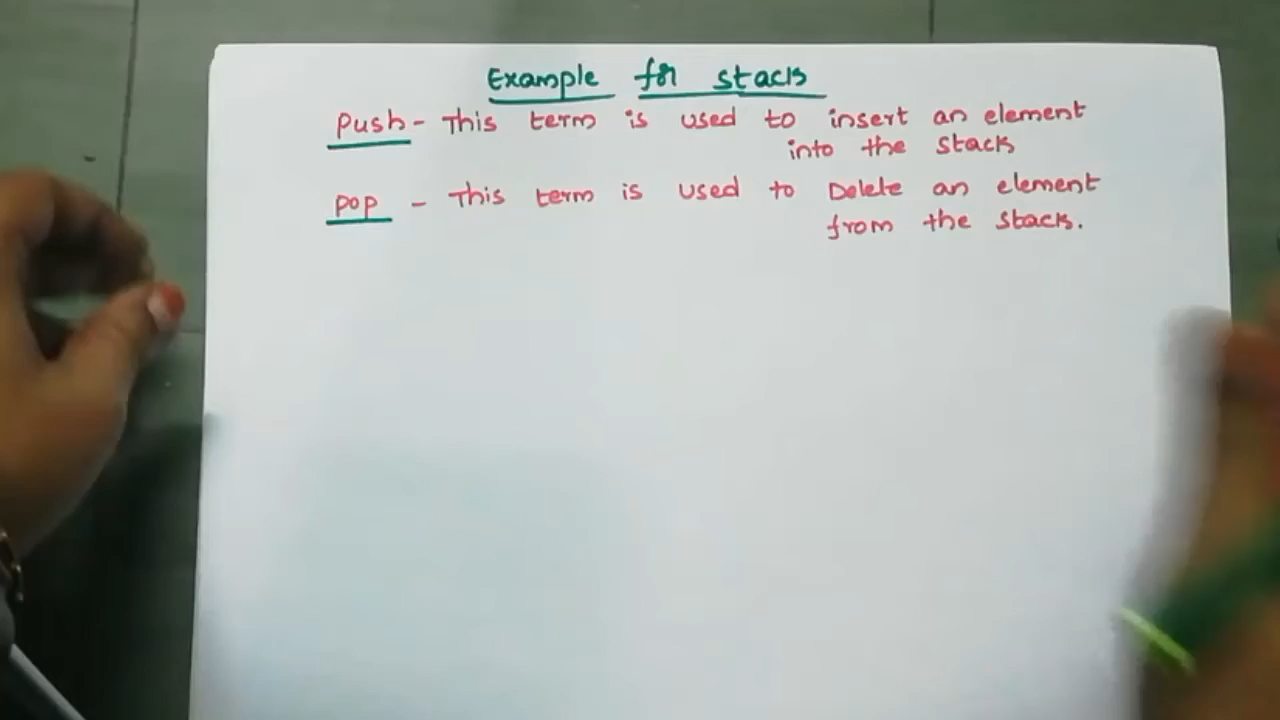 Example for stack
Push - This term is used to insert an element
into the stack
POP - This term is used to Delete an element
from the stack.